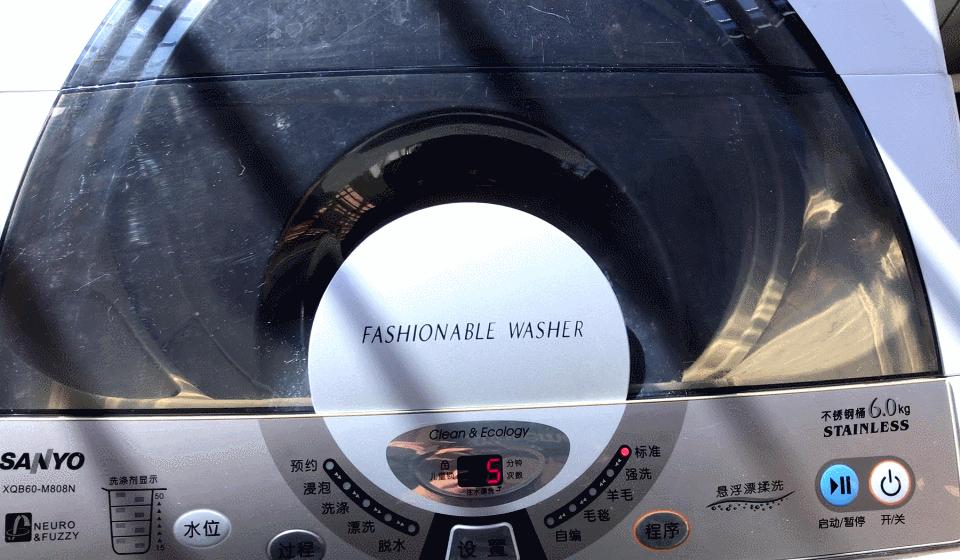 FASHIONABLE WASHER
不锈钢桶 6.0kg
STAINLESS
Clean & Ecology
SANYO
XQB60-M808N
NEURO
&FUZZY
洗涤剂显示
50
15
水位
过程
预约
浸泡
洗涤
漂洗
脱水
5
分钟
次数
设置
标准
强洗
羊毛
毛毯
自编
程序
悬浮漂揉洗
启动/暂停
开/关